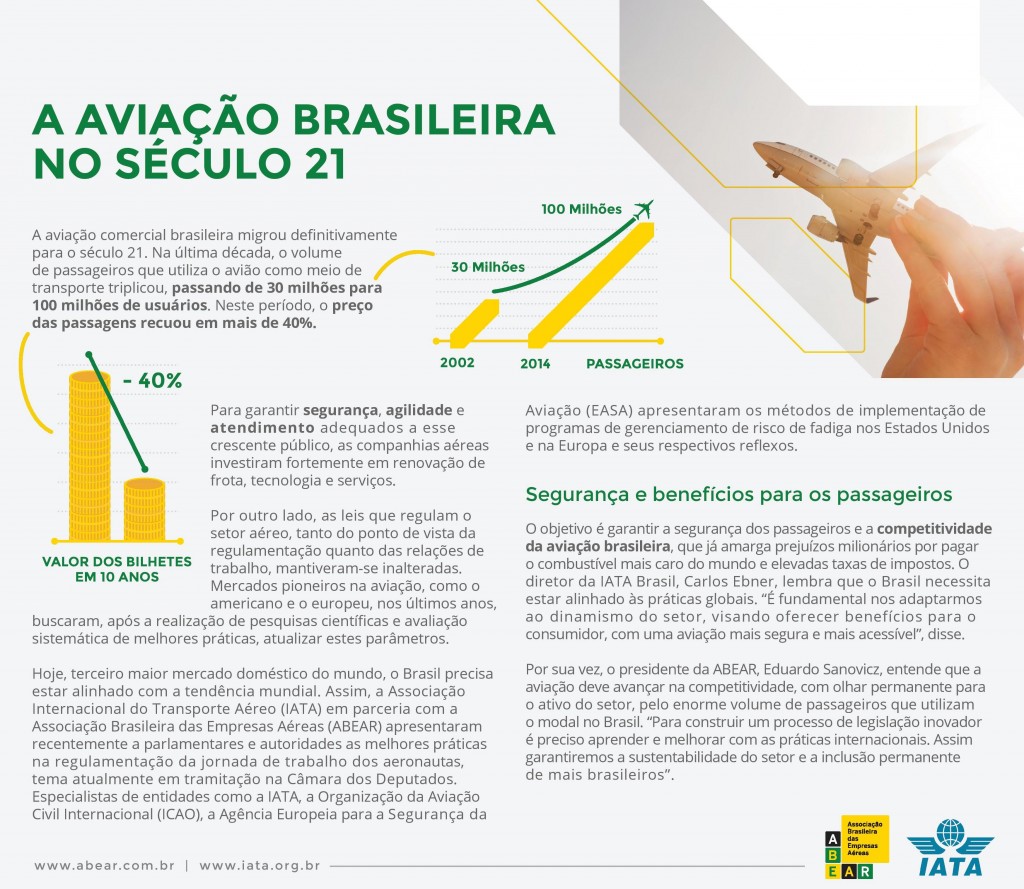 A AVIAÇÃO BRASILEIRA
NO SÉCULO 21
A aviação comercial brasileira migrou definitivamente
para o século 21. Na última década, o volume
de passageiros que utiliza o avião como meio de
transporte triplicou, passando de 30 milhões para
100 milhões de usuários. Neste período, o preço
das passagens recuou em mais de 40%.
100 Milhões
30 Milhões
2002
2014
PASSAGEIROS
- 40%
VALOR DOS BILHETES
EM 10 ANOS
Para garantir segurança, agilidade e
atendimento adequados a esse
crescente público, as companhias aéreas
investiram fortemente em renovação de
frota, tecnologia e serviços.
Por outro lado, as leis que regulam o
setor aéreo, tanto do ponto de vista da
regulamentação quanto das relações de
trabalho, mantiveram-se inalteradas.
Mercados pioneiros na aviação, como o
americano e o europeu, nos últimos anos,
buscaram, após a realização de pesquisas científicas e avaliação
sistemática de melhores práticas, atualizar estes parâmetros.
Hoje, terceiro maior mercado doméstico do mundo, o Brasil precisa
estar alinhado com a tendência mundial. Assim, a Associação
Internacional do Transporte Aéreo (IATA) em parceria com a
Associação Brasileira das Empresas Aéreas (ABEAR) apresentaram
recentemente a parlamentares e autoridades as melhores práticas
na regulamentação da jornada de trabalho dos aeronautas,
tema atualmente em tramitação na Câmara dos Deputados.
Especialistas de entidades como a IATA, a Organização da Aviação
Civil Internacional (ICAO), a Agência Europeia para a Segurança da
Aviação (EASA) apresentaram os métodos de implementação de
programas de gerenciamento de risco de fadiga nos Estados Unidos
e na Europa e seus respectivos reflexos.
Segurança e benefícios para os passageiros
O objetivo é garantir a segurança dos passageiros e a competitividade
da aviação brasileira, que já amarga prejuízos milionários por pagar
o combustível mais caro do mundo e elevadas taxas de impostos. O
diretor da IATA Brasil, Carlos Ebner, lembra que o Brasil necessita
estar alinhado às práticas globais. “É fundamental nos adaptarmos
ao dinamismo do setor, visando oferecer benefícios para o
consumidor, com uma aviação mais segura e mais acessível”, disse.
Por sua vez, o presidente da ABEAR, Eduardo Sanovicz, entende que a
aviação deve avançar na competitividade, com olhar permanente para
o ativo do setor, pelo enorme volume de passageiros que utilizam
o modal no Brasil. “Para construir um processo de legislação inovador
é preciso aprender e melhorar com as práticas internacionais. Assim
garantiremos a sustentabilidade do setor e a inclusão permanente
de mais brasileiros”.
www.abear.com.br | www.iata.org.br
Associação
Brasileira
das
Empresas
Aéreas
A
B
E A R
IATA